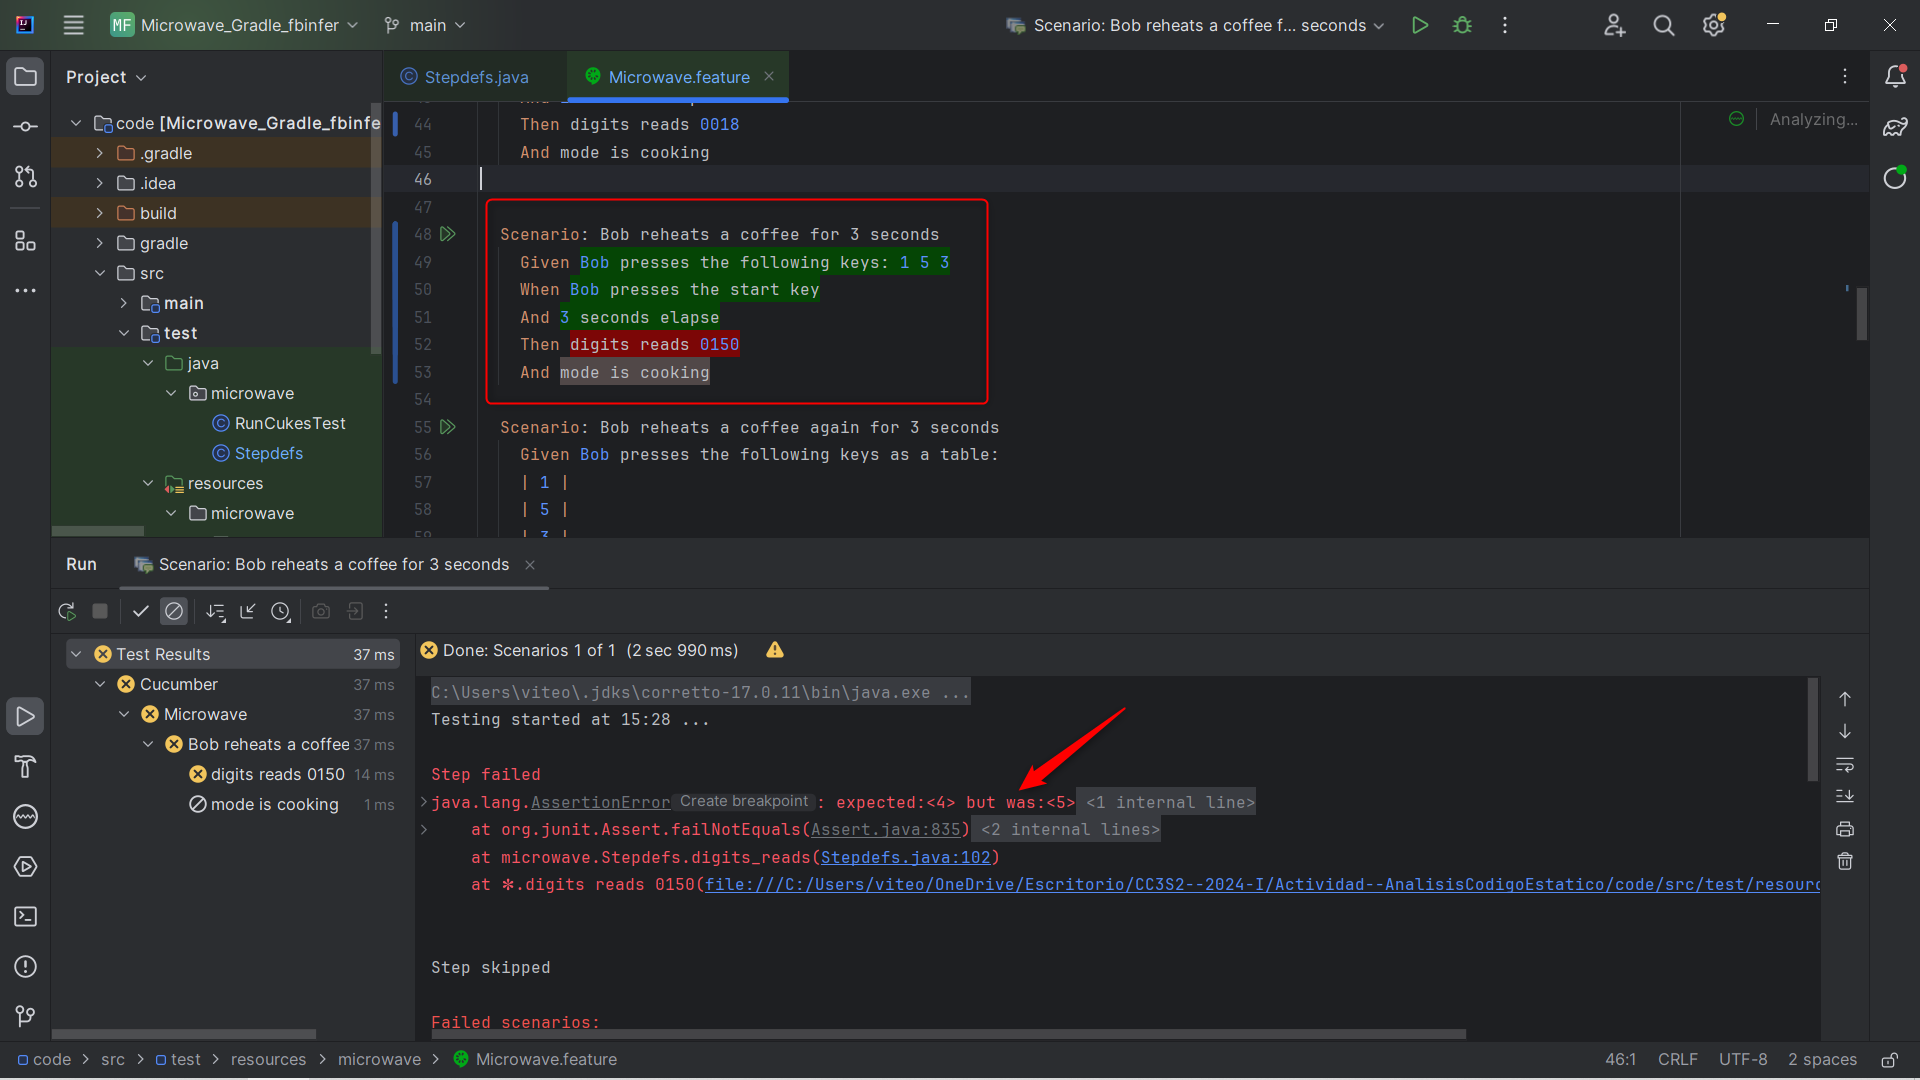 MF Microwave_Gradle_fbinfer
main
Scenario: Bob reheats a coffee f... seconds
Project
Stepdefs.java
Microwave.feature
code [Microwave_Gradle_fbinfe
.gradle
.idea
build
gradle
src
main
test
java
microwave
RunCukesTest
Stepdefs
resources
microwave
Analyzing...
44 Then digits reads 0018
45 And mode is cooking
46
47
48 Scenario: Bob reheats a coffee for 3 seconds
49 Given Bob presses the following keys: 1 5 3
50 When Bob presses the start key
51 And 3 seconds elapse
52 Then digits reads 0150
53 And mode is cooking
54
55 Scenario: Bob reheats a coffee again for 3 seconds
56 Given Bob presses the following keys as a table:
57 | 1 |
58 | 5 |
59 | 3 |
Run
Scenario: Bob reheats a coffee for 3 seconds
Test Results 37 ms
Cucumber 37 ms
Microwave 37 ms
Bob reheats a coffee 37 ms
digits reads 0150 14 ms
mode is cooking 1 ms
Done: Scenarios 1 of 1 (2 sec 990 ms)
C:\Users\viteo\.jdks\corretto-17.0.11\bin\java.exe ...
Testing started at 15:28 ...
Step failed
java.lang.AssertionError Create breakpoint : expected:<4> but was:<5> <1 internal line>
at org.junit.Assert.failNotEquals(Assert.java:835) <2 internal lines>
at microwave.Stepdefs.digits_reads(Stepdefs.java:102)
at ✽.digits reads 0150(file:///C:/Users/viteo/OneDrive/Escritorio/CC3S2--2024-I/Actividad--AnalisisCodigoEstatico/code/src/test/resourc
Step skipped
Failed scenarios:
code > src > test > resources > microwave > Microwave.feature
46:1 CRLF UTF-8 2 spaces